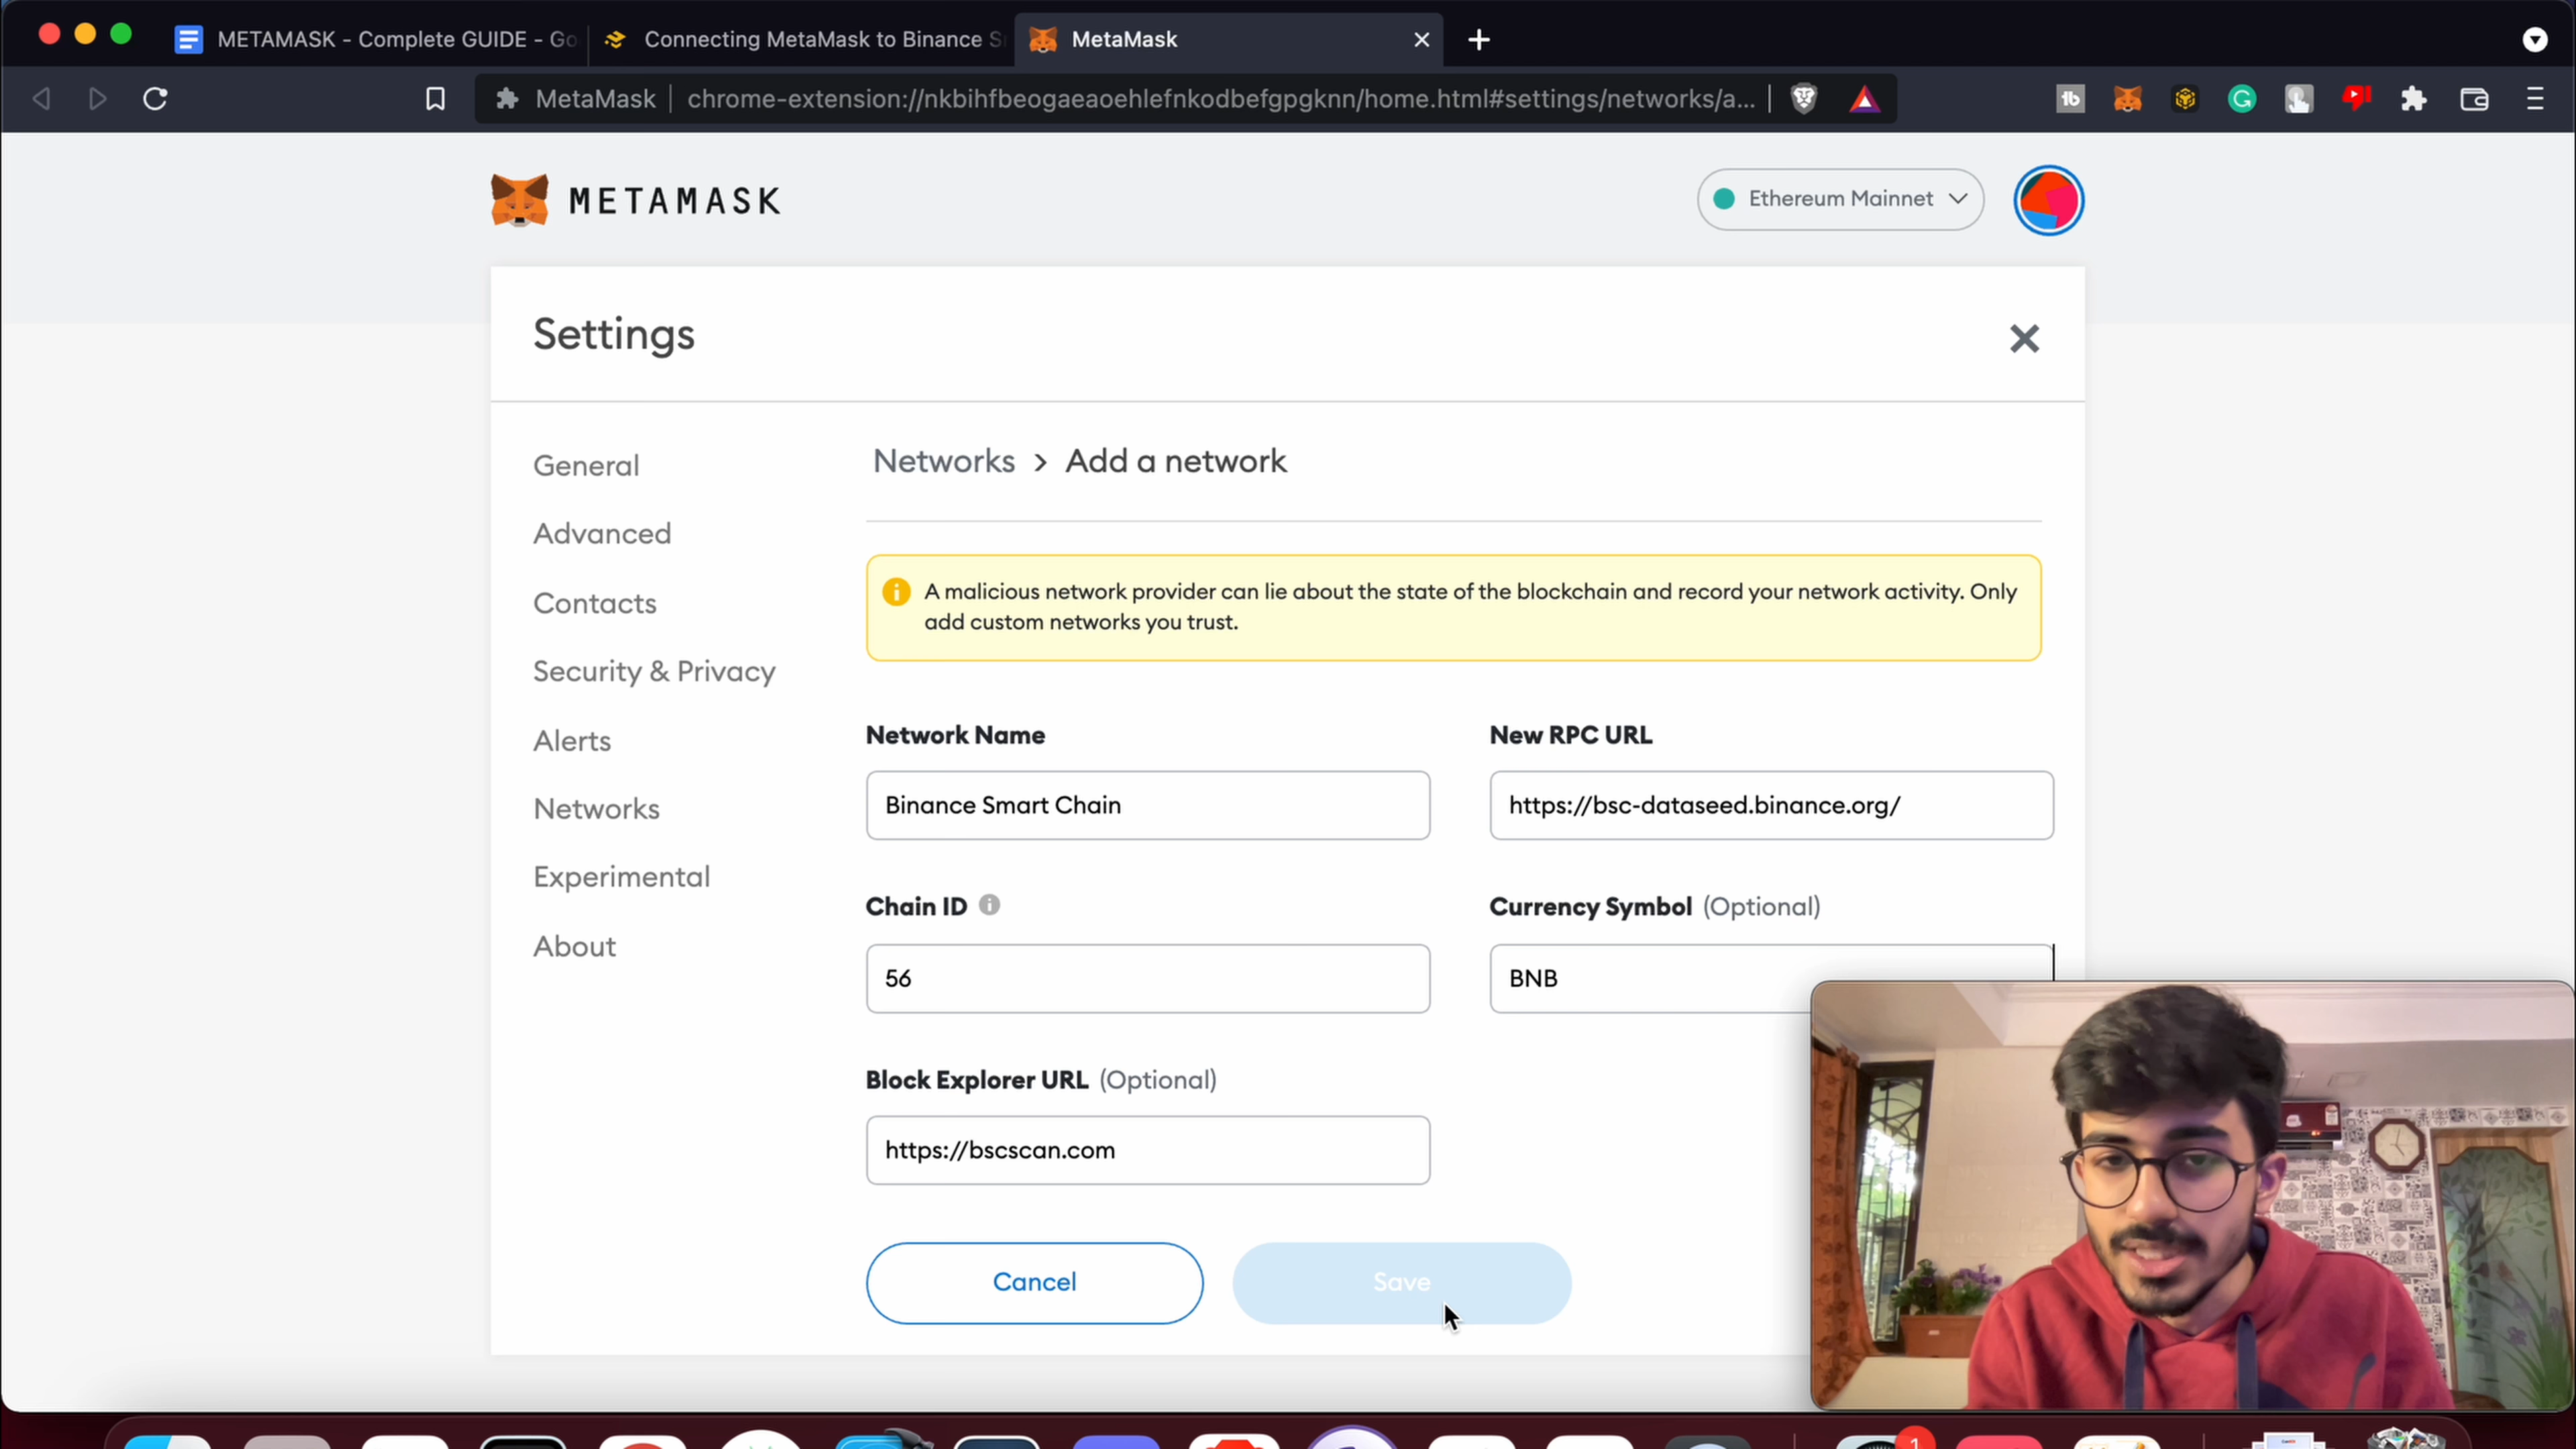 METAMASK - Complete GUIDE - Go
Connecting MetaMask to Binance S
MetaMask
MetaMask
chrome-extension://nkbihfbeogaeaoehlefnkodbefgpgknn/home.html#settings/networks/a...
METAMASK
Ethereum Mainnet
Settings
General
Advanced
Contacts
Security & Privacy
Alerts
Networks
Experimental
About
Networks > Add a network
A malicious network provider can lie about the state of the blockchain and record your network activity. Only
add custom networks you trust.
Network Name
Binance Smart Chain
New RPC URL
https://bsc-dataseed.binance.org/
Chain ID
56
Currency Symbol (Optional)
BNB
Block Explorer URL (Optional)
https://bscscan.com
Cancel
Save
1